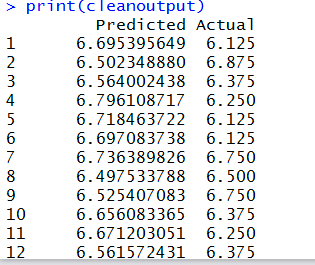 > print(cleanoutput)
Predicted Actual
1 6.695395649 6.125
2 6.502348880 6.875
3 6.564002438 6.375
4 6.796108717 6.250
5 6.718463722 6.125
6 6.697083738 6.125
7 6.736389826 6.750
8 6.497533788 6.500
9 6.525407083 6.750
10 6.656083365 6.375
11 6.671203051 6.250
12 6.561572431 6.375